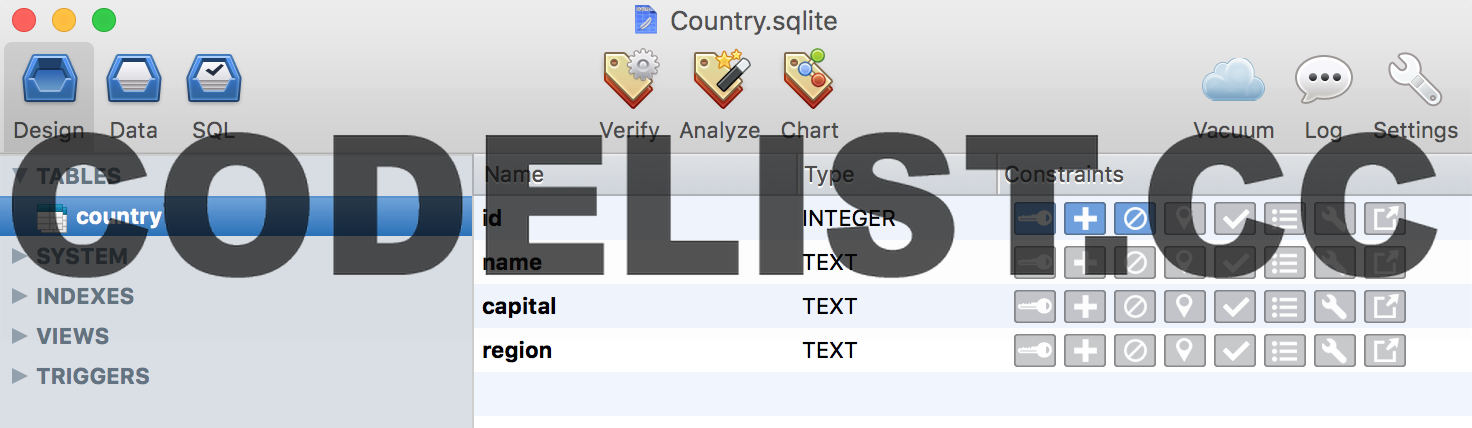 Country.sqlite
Design Data SQL Verify Analyze Chart Vacuum Log Settings
CODELIST.CC
TABLES Name Type Constraints
country id INTEGER
SYSTEM name TEXT
INDEXES capital TEXT
VIEWS region TEXT
TRIGGERS